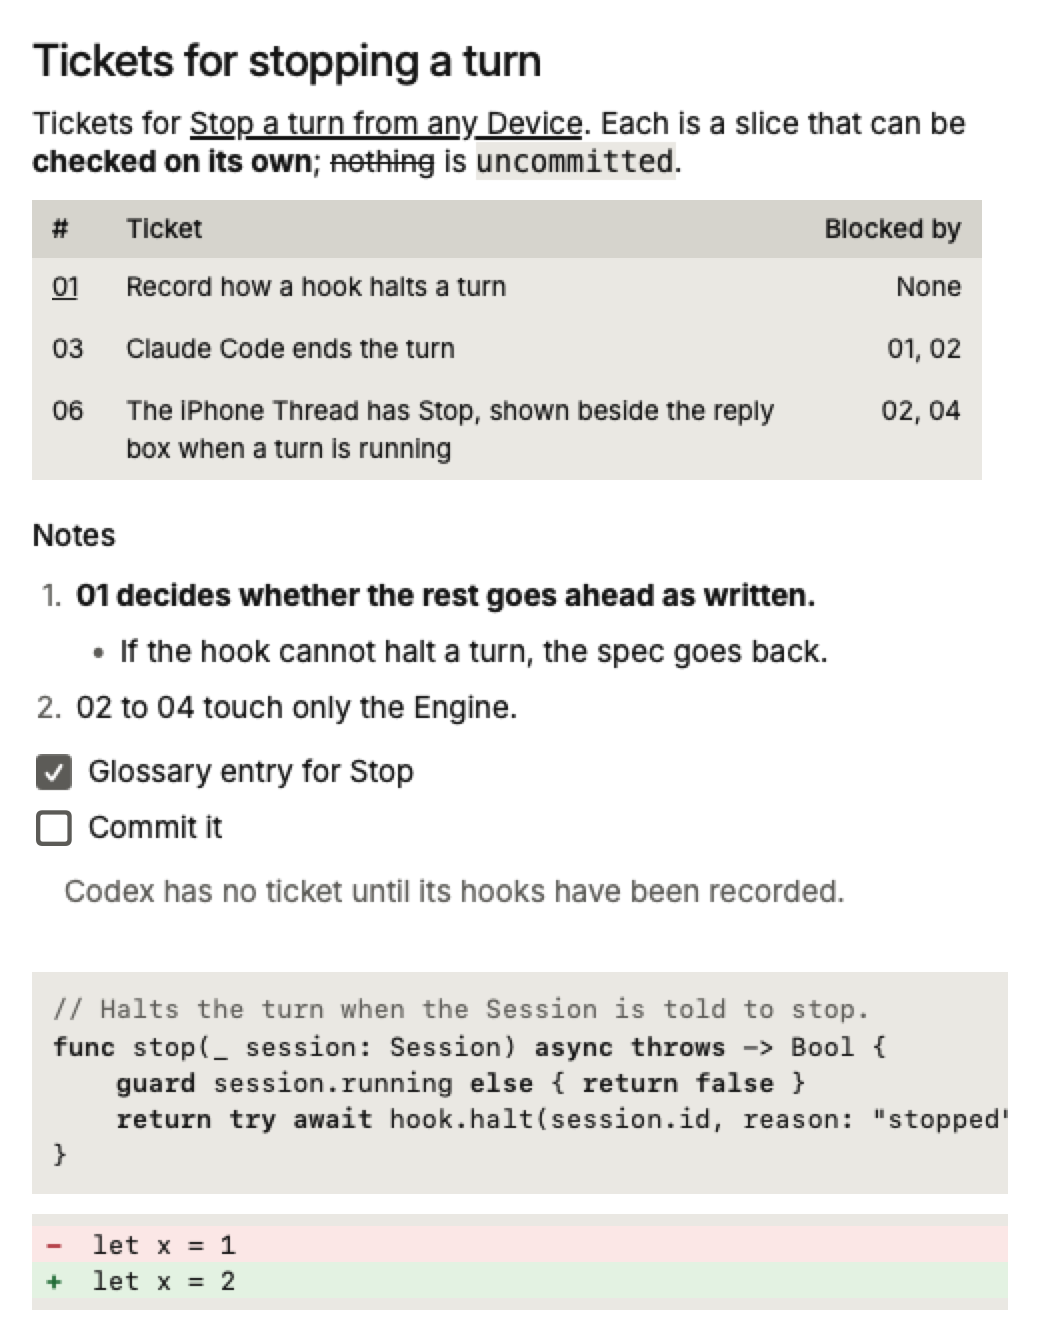 Tickets for stopping a turn
Tickets for Stop a turn from any Device. Each is a slice that can be
checked on its own; nothing is uncommitted.
# Ticket Blocked by
01 Record how a hook halts a turn None
03 Claude Code ends the turn 01, 02
06 The iPhone Thread has Stop, shown beside the reply 02, 04
box when a turn is running
Notes
1. 01 decides whether the rest goes ahead as written.
• If the hook cannot halt a turn, the spec goes back.
2. 02 to 04 touch only the Engine.
Glossary entry for Stop
Commit it
Codex has no ticket until its hooks have been recorded.
// Halts the turn when the Session is told to stop.
func stop(_ session: Session) async throws -> Bool {
    guard session.running else { return false }
    return try await hook.halt(session.id, reason: "stopped"
}
- let x = 1
+ let x = 2